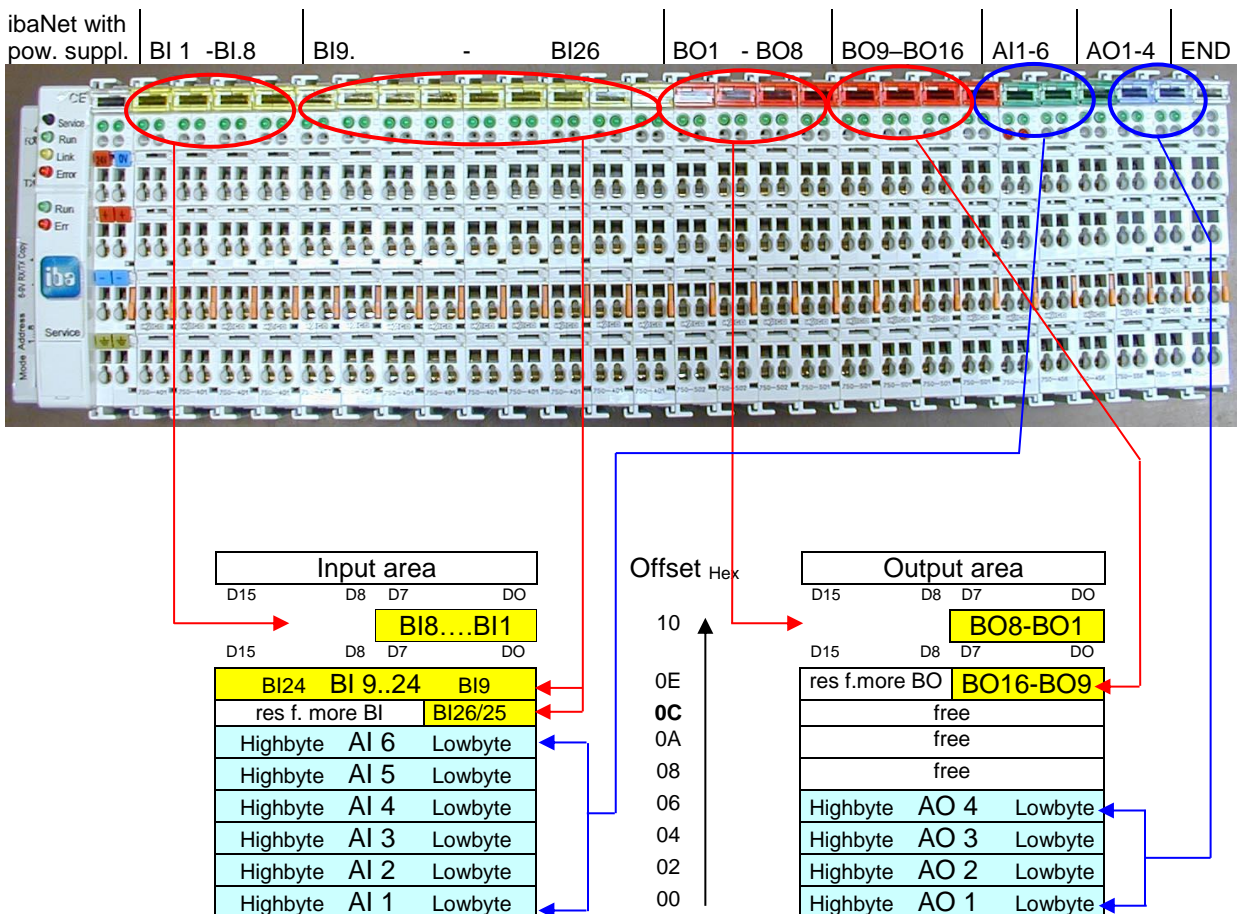 ibaNet with
pow. suppl. BI 1 -BI.8 BI9. - BI26 BO1 - BO8 BO9–BO16 AI1-6 AO1-4 END
CE
Service
Run
Link
Error
24V 0V
Run
Err
iba
Service
Mode Address
Input area Offset Hex Output area
D15 D8 D7 DO D15 D8 D7 DO
BI8....BI1 10 BO8-BO1
D15 D8 D7 DO D15 D8 D7 DO
BI24 BI 9..24 BI9 0E res f.more BO BO16-BO9
res f. more BI BI26/25 0C free
Highbyte AI 6 Lowbyte 0A free
Highbyte AI 5 Lowbyte 08 free
Highbyte AI 4 Lowbyte 06 Highbyte AO 4 Lowbyte
Highbyte AI 3 Lowbyte 04 Highbyte AO 3 Lowbyte
Highbyte AI 2 Lowbyte 02 Highbyte AO 2 Lowbyte
Highbyte AI 1 Lowbyte 00 Highbyte AO 1 Lowbyte